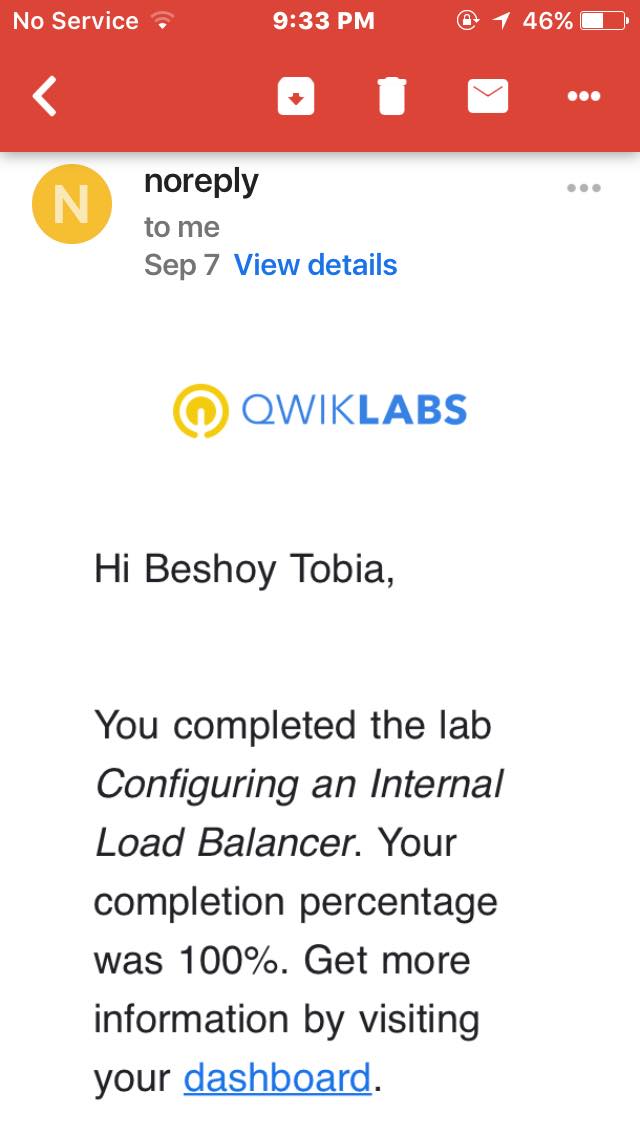 No Service 9:33 PM 46%
N
noreply
to me
Sep 7 View details
QWIKLABS
Hi Beshoy Tobia,
You completed the lab
Configuring an Internal
Load Balancer. Your
completion percentage
was 100%. Get more
information by visiting
your dashboard.